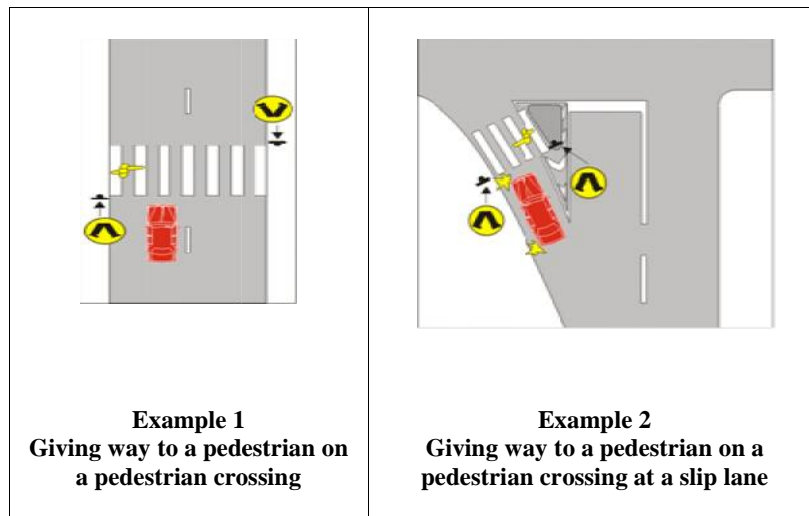 Example 1
Giving way to a pedestrian on
a pedestrian crossing
Example 2
Giving way to a pedestrian on a
pedestrian crossing at a slip lane